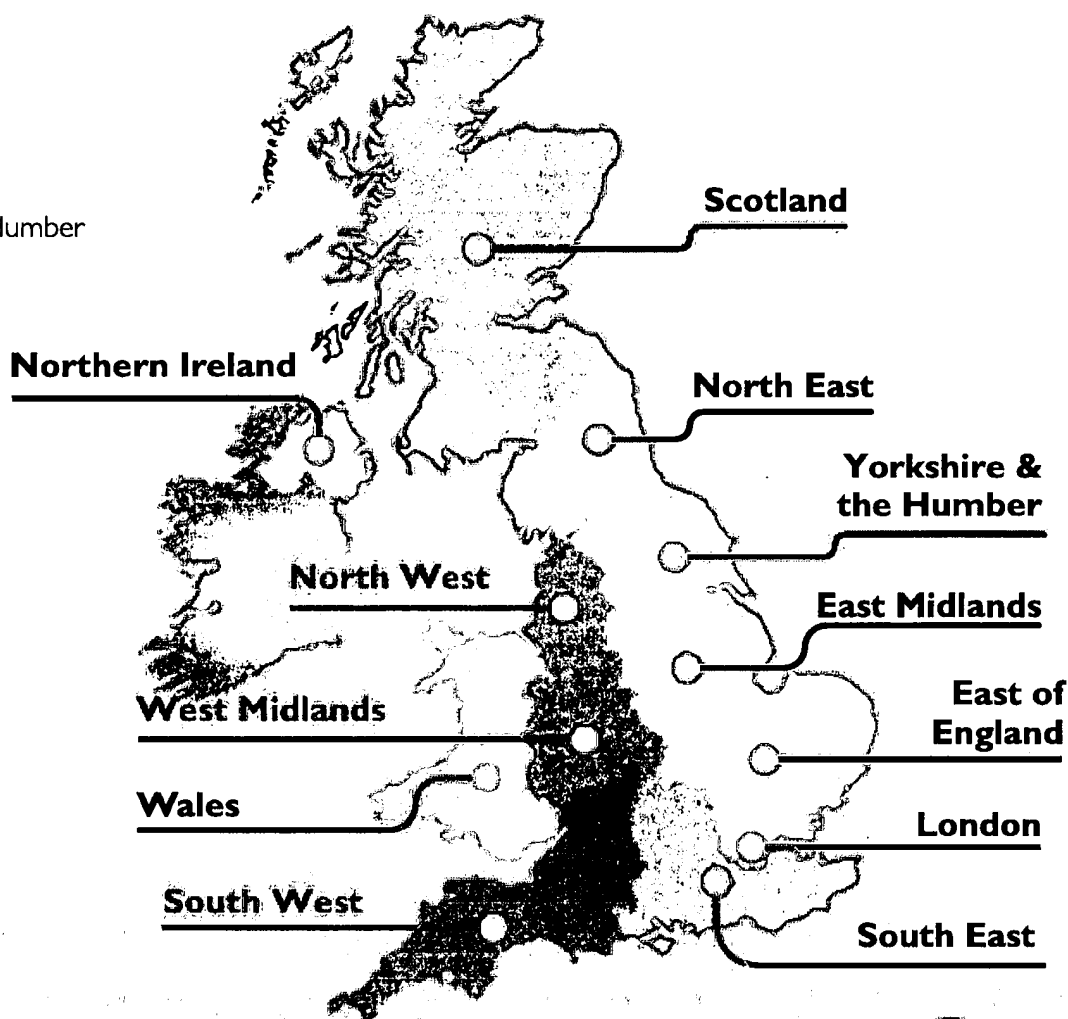 Scotland
Northern Ireland
North East
Yorkshire &
the Humber
North West
East Midlands
West Midlands
East of
England
Wales
London
South West
South East